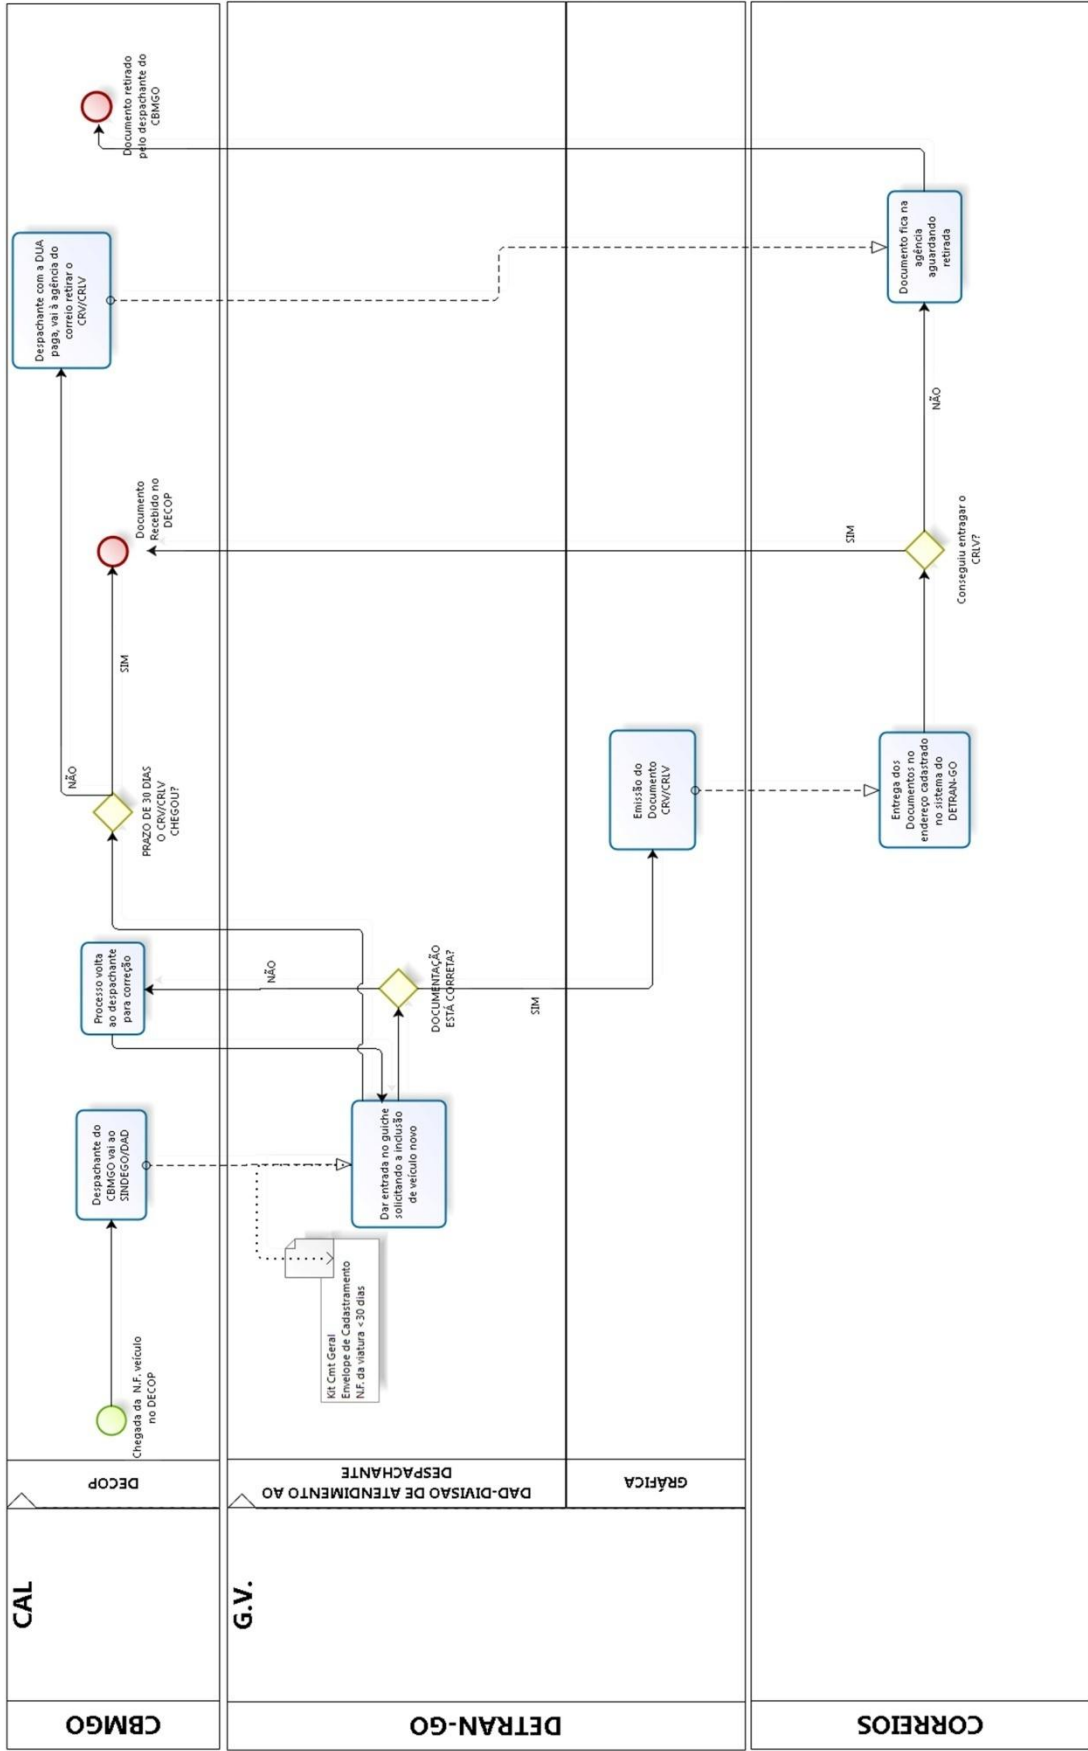 CBMGO
CAL
DECOP
Chegada da N.F. veículo
no DECOP
Despachante do
CBMGO vai ao
SINDEGO/DAD
Processo volta
ao despachante
para correção
PRAZO DE 30 DIAS
O CRV/CRLV
CHEGOU?
NÃO
SIM
Documento
Recebido no
DECOP
Despachante com a DUA
paga, vai à agência do
correio retirar o
CRV/CRLV
Documento retirado
pelo despachante do
CBMGO
DETRAN-GO
G.V.
DAD-DIVISAO DE ATENDIMENTO AO
DESPACHANTE
Kit Cmt Geral
Envelope de Cadastramento
N.F. da viatura <30 dias
Dar entrada no guiche
solicitando a inclusão
de veículo novo
NÃO
DOCUMENTAÇÃO
ESTÁ CORRETA?
SIM
GRÁFICA
Emissão do
Documento
CRV/CRLV
CORREIOS
Entrega dos
Documentos no
endereço cadastrado
no sistema do
DETRAN-GO
SIM
Conseguiu entragar o
CRLV?
NÃO
Documento fica na
agência
aguardando
retirada